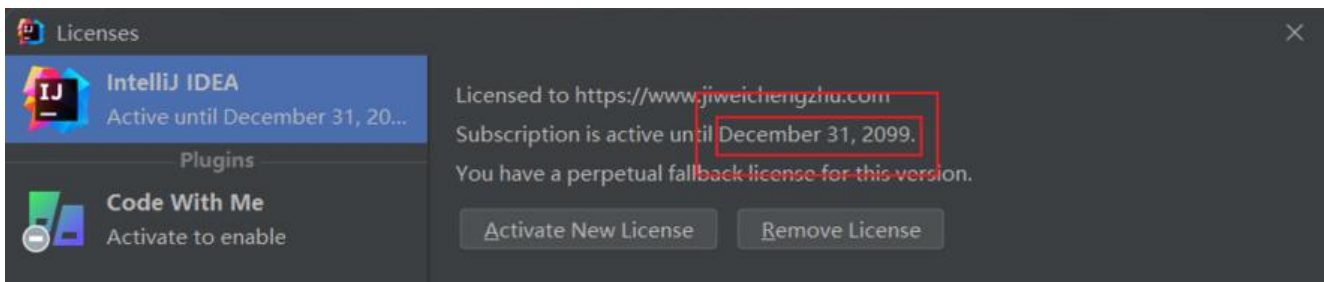 Licenses
IntelliJ IDEA
Active until December 31, 20...
Plugins
Code With Me
Activate to enable
Licensed to https://www.jiweichengzhu.com
Subscription is active until December 31, 2099.
You have a perpetual fallback license for this version.
Activate New License
Remove License